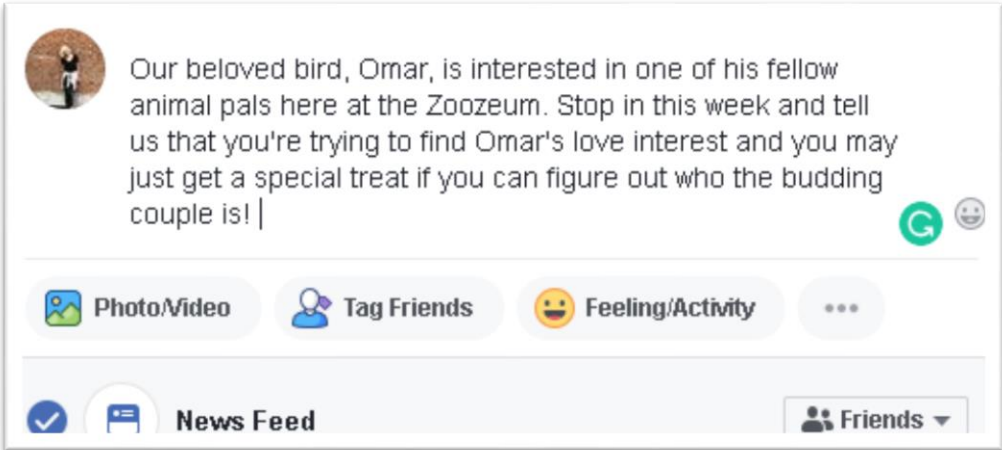 Our beloved bird, Omar, is interested in one of his fellow
animal pals here at the Zoozeum. Stop in this week and tell
us that you're trying to find Omar's love interest and you may
just get a special treat if you can figure out who the budding
couple is!
Photo/Video Tag Friends Feeling/Activity
News Feed Friends